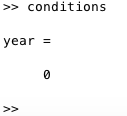 >> conditions
year =
0
>>